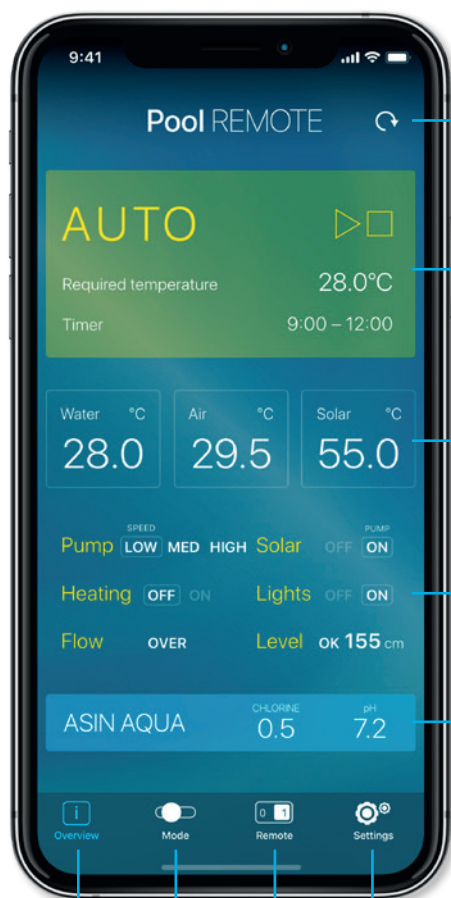 9:41
Pool REMOTE
AUTO
Required temperature 28.0°C
Timer 9:00 – 12:00
Water °C Air °C Solar °C
28.0 29.5 55.0
SPEED PUMP
Pump LOW MED HIGH Solar OFF ON
Heating OFF ON Lights OFF ON
Flow OVER Level OK 155 cm
CHLORINE pH
ASIN AQUA 0.5 7.2
i 0 1
Overview Mode Remote Settings